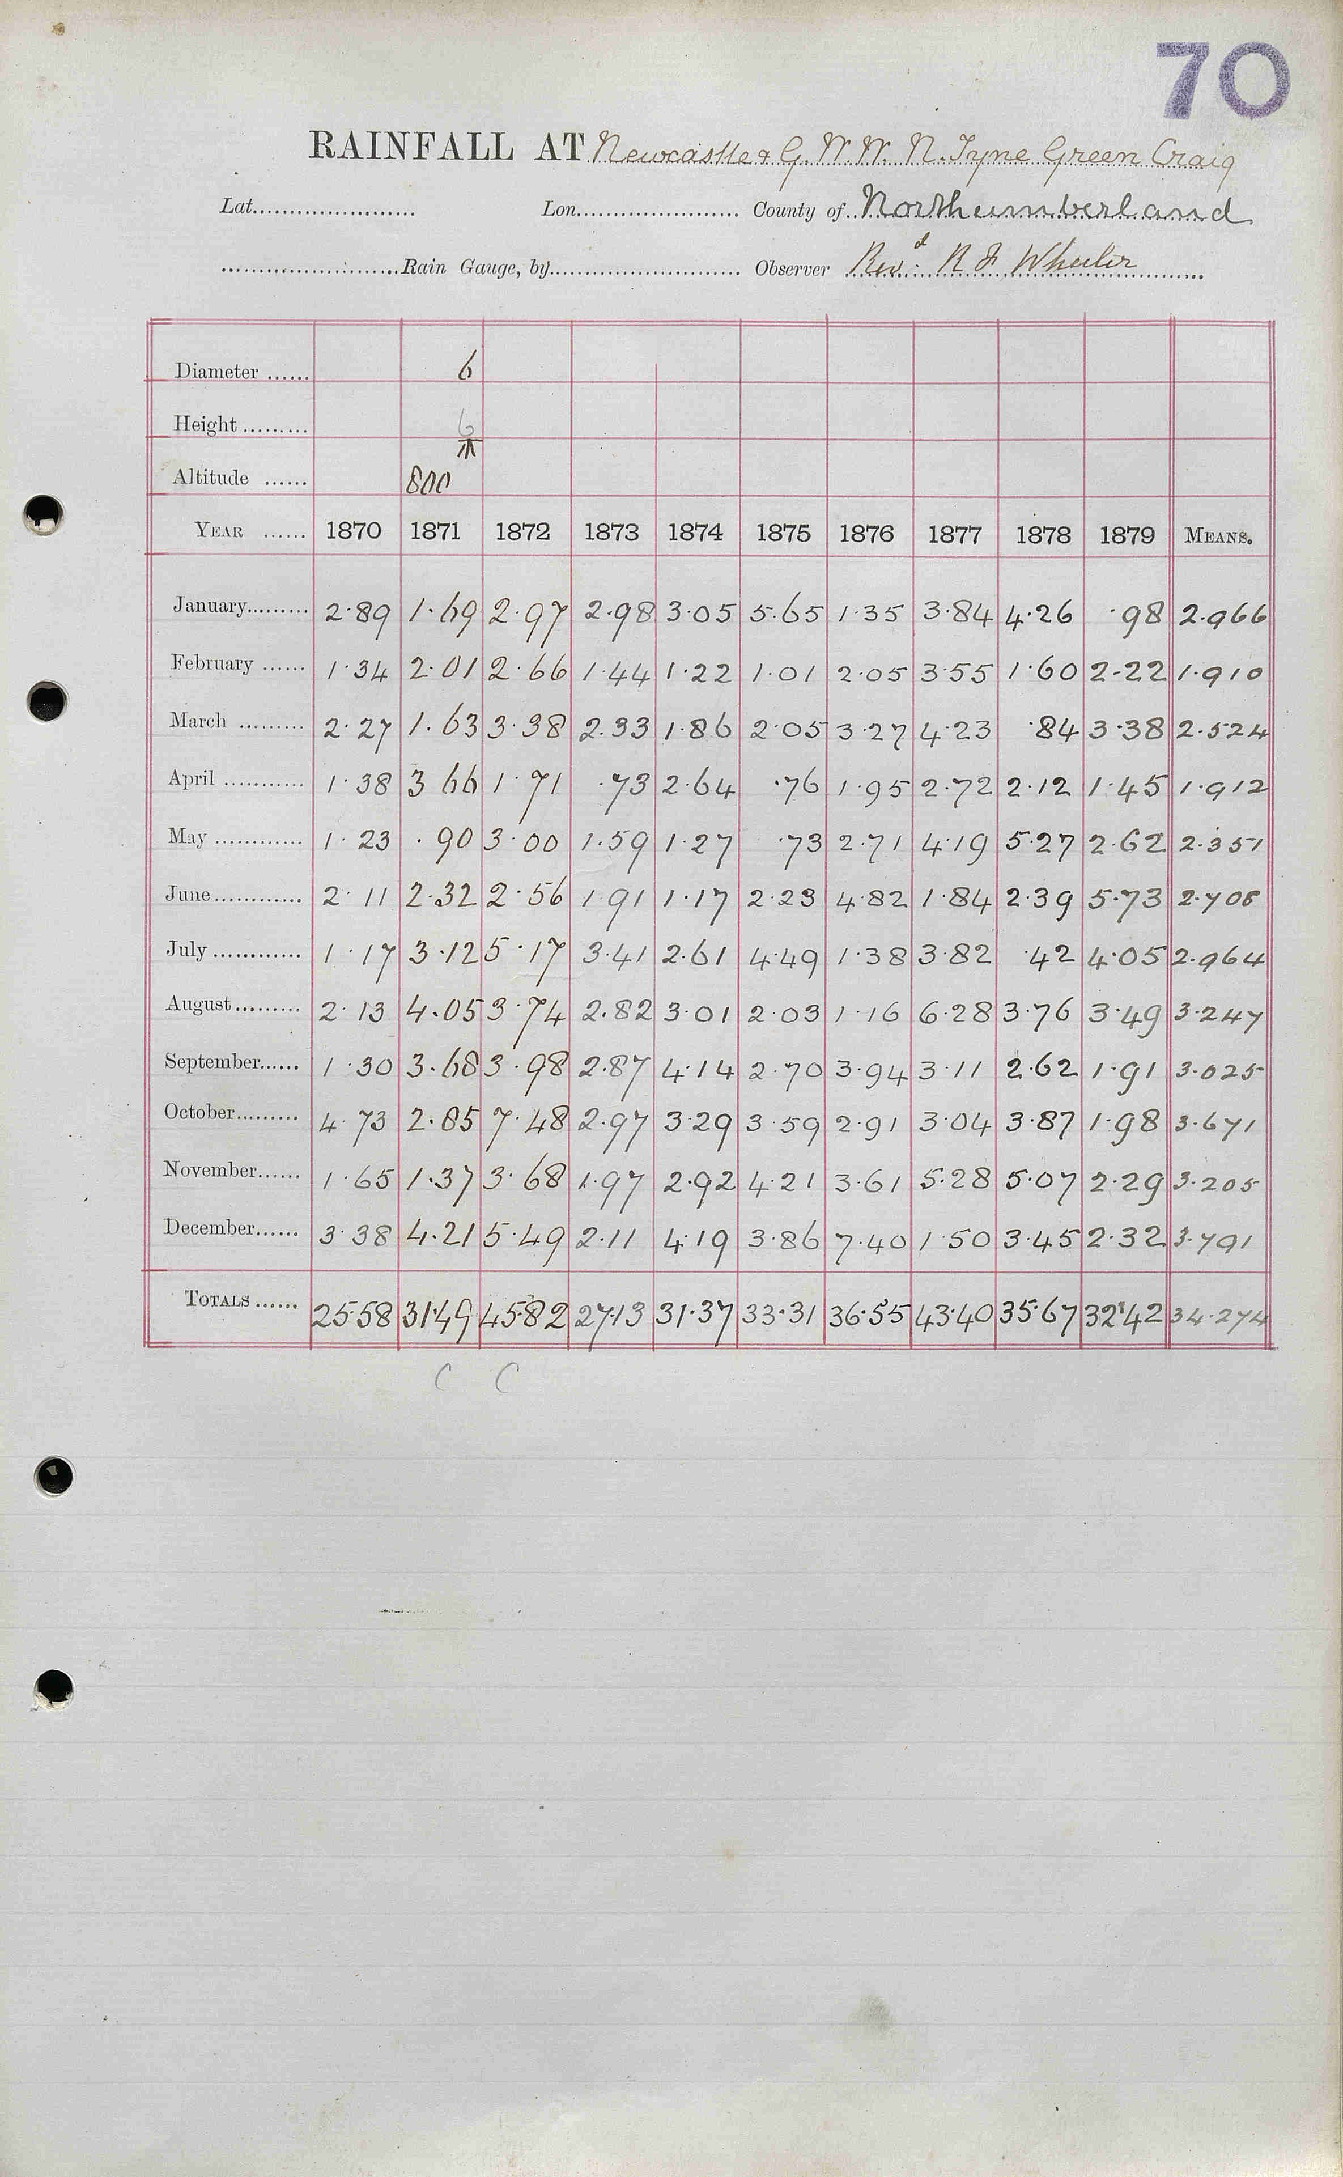 70
RAINFALL AT Newcastle & G. W. W. N. Tyne Green Craig
Lat. Lon. County of Northumberland
Rain Gauge, by Observer Revd. R F Wheeler
Diameter ...... 6
Height ......... 6
Altitude ...... 800
YEAR ...... 1870 1871 1872 1873 1874 1875 1876 1877 1878 1879 MEANS.
January......... 2·89 1·69 2·97 2·98 3·05 5·65 1·35 3·84 4·26 ·98 2·966
February ...... 1·34 2·01 2·66 1·44 1·22 1·01 2·05 3·55 1·60 2·22 1·910
March ......... 2·27 1·63 3·38 2·33 1·86 2·05 3·27 4·23 ·84 3·38 2·524
April ............ 1·38 3 66 1·71 ·73 2·64 ·76 1·95 2·72 2·12 1·45 1·912
May ............ 1·23 ·90 3·00 1·59 1·27 ·73 2·71 4·19 5·27 2·62 2·351
June............ 2·11 2·32 2·56 1·91 1·17 2·23 4·82 1·84 2·39 5·73 2·708
July ............ 1·17 3·12 5·17 3·41 2·61 4·49 1·38 3·82 ·42 4·05 2·964
August ......... 2·13 4·05 3·74 2·82 3·01 2·03 1·16 6·28 3·76 3·49 3·247
September...... 1·30 3·68 3·98 2·87 4·14 2·70 3·94 3·11 2·62 1·91 3·025
October......... 4·73 2·85 7·48 2·97 3·29 3·59 2·91 3·04 3·87 1·98 3·671
November...... 1·65 1·37 3·68 1·97 2·92 4·21 3·61 5·28 5·07 2·29 3·205
December...... 3·38 4·21 5·49 2·11 4·19 3·86 7·40 1·50 3·45 2·32 3·791
TOTALS ...... 25·58 31·49 45·82 27·13 31·37 33·31 36·55 43·40 35·67 32·42 34·274
C C